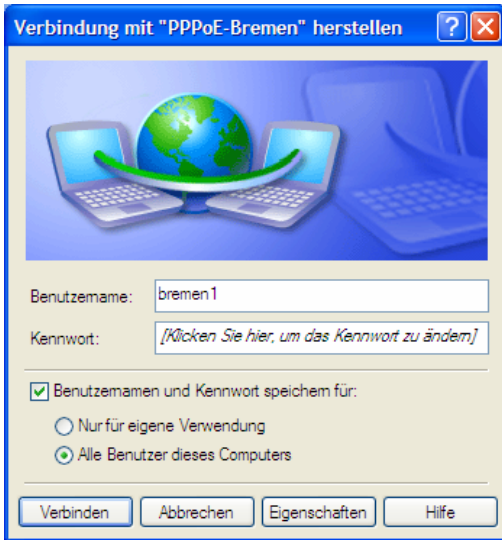 Verbindung mit "PPPoE-Bremen" herstellen
Benutzername: bremen1
Kennwort: [Klicken Sie hier, um das Kennwort zu ändern]
Benutzernamen und Kennwort speichern für:
Nur für eigene Verwendung
Alle Benutzer dieses Computers
Verbinden Abbrechen Eigenschaften Hilfe